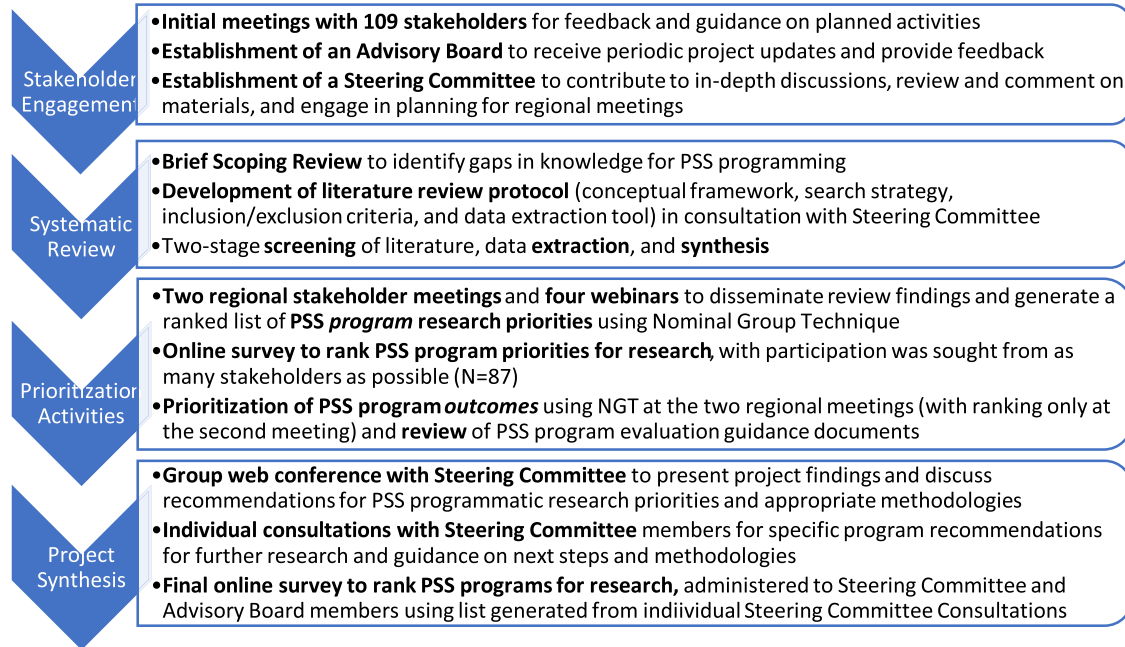 Stakeholder
Engagement
•Initial meetings with 109 stakeholders for feedback and guidance on planned activities
•Establishment of an Advisory Board to receive periodic project updates and provide feedback
•Establishment of a Steering Committee to contribute to in-depth discussions, review and comment on
materials, and engage in planning for regional meetings
Systematic
Review
•Brief Scoping Review to identify gaps in knowledge for PSS programming
•Development of literature review protocol (conceptual framework, search strategy,
inclusion/exclusion criteria, and data extraction tool) in consultation with Steering Committee
•Two-stage screening of literature, data extraction, and synthesis
Prioritization
Activities
•Two regional stakeholder meetings and four webinars to disseminate review findings and generate a
ranked list of PSS program research priorities using Nominal Group Technique
•Online survey to rank PSS program priorities for research, with participation was sought from as
many stakeholders as possible (N=87)
•Prioritization of PSS program outcomes using NGT at the two regional meetings (with ranking only at
the second meeting) and review of PSS program evaluation guidance documents
Project
Synthesis
•Group web conference with Steering Committee to present project findings and discuss
recommendations for PSS programmatic research priorities and appropriate methodologies
•Individual consultations with Steering Committee members for specific program recommendations
for further research and guidance on next steps and methodologies
•Final online survey to rank PSS programs for research, administered to Steering Committee and
Advisory Board members using list generated from indiividual Steering Committee Consultations